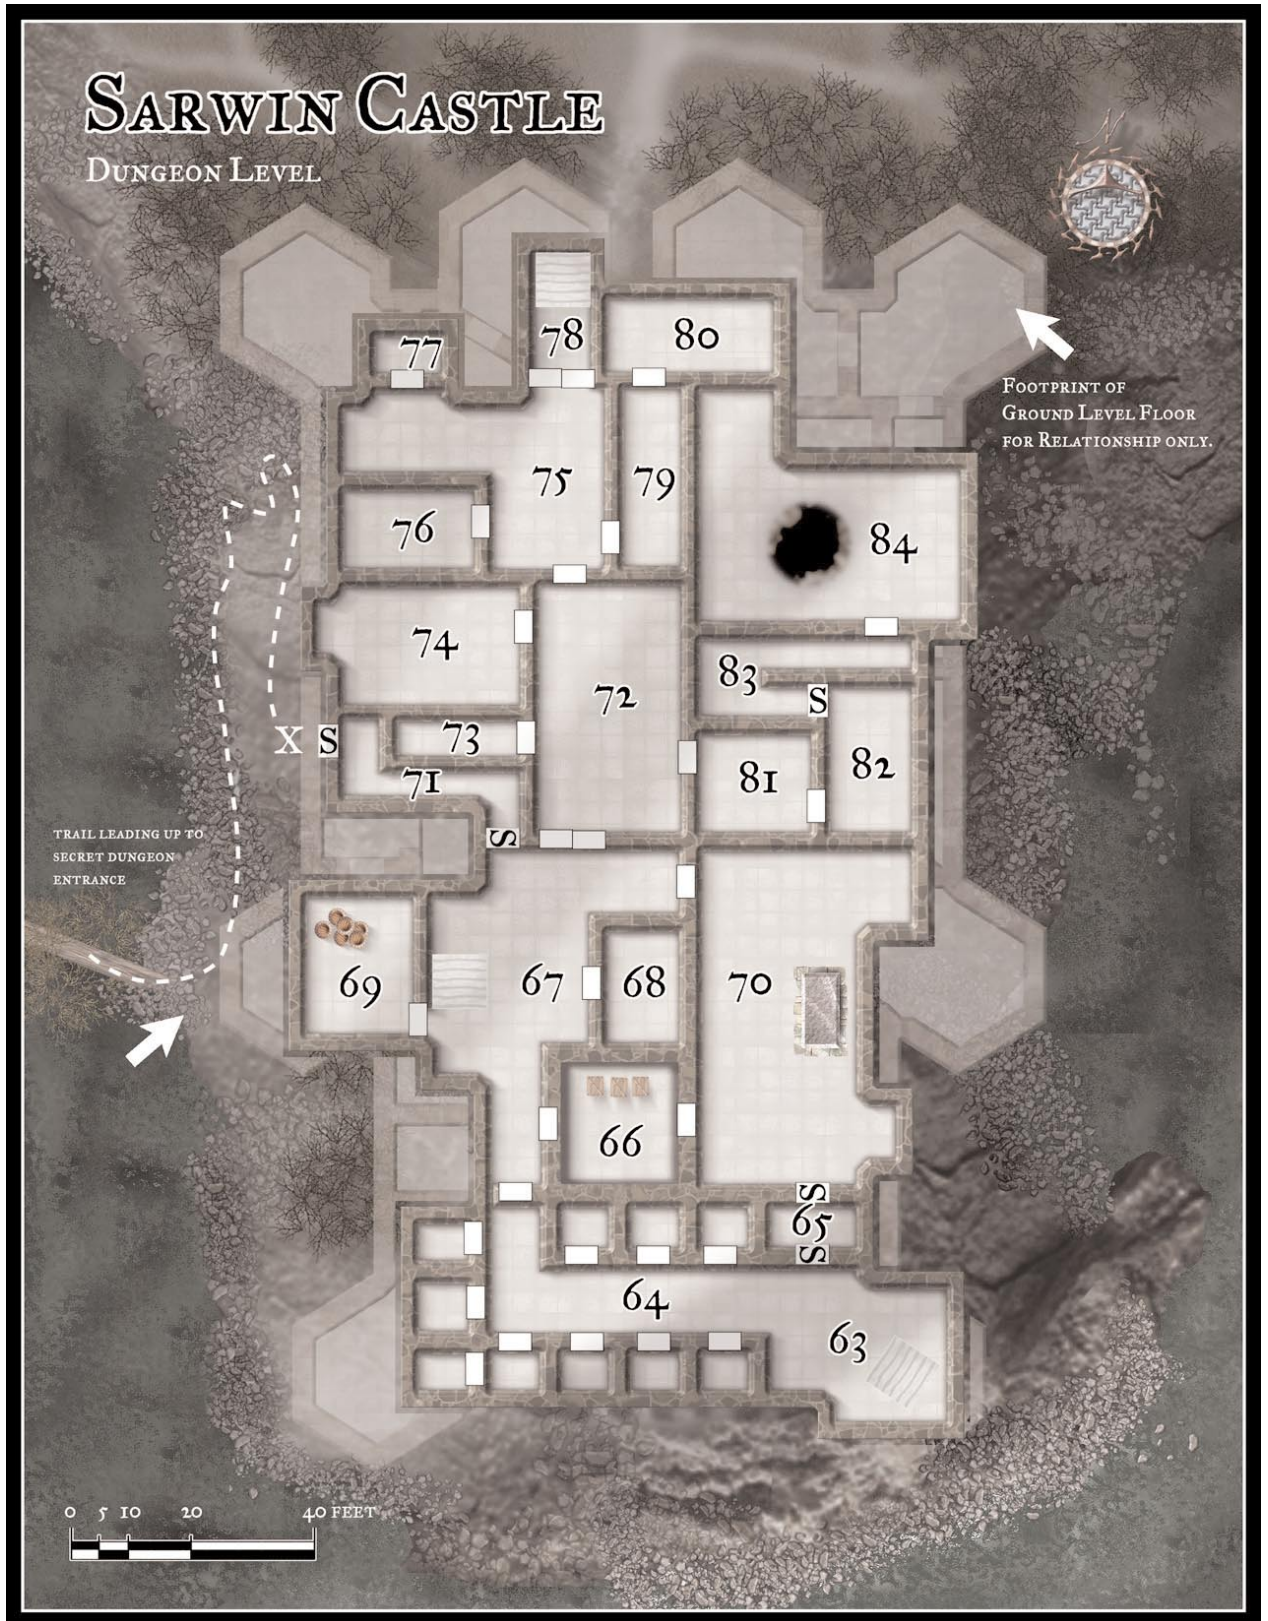 SARWIN CASTLE
DUNGEON LEVEL
N
FOOTPRINT OF
GROUND LEVEL FLOOR
FOR RELATIONSHIP ONLY.
78
80
77
75
79
76
84
74
83
72
S
X S
73
81
82
71
S
TRAIL LEADING UP TO
SECRET DUNGEON
ENTRANCE
69
67
68
70
66
S
65
S
64
63
0 5 10 20 40 FEET